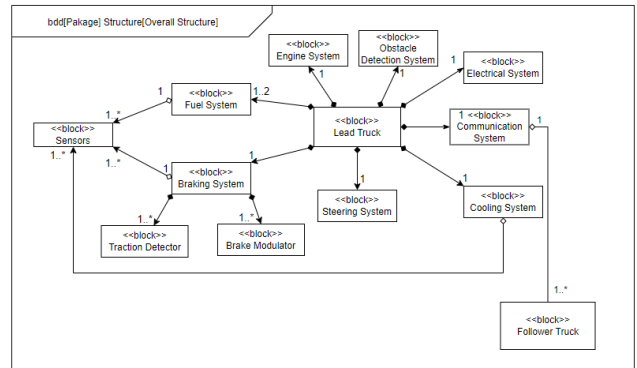 bdd[Pakage] Structure[Overall Structure]
<<block>>
Engine System
1
<<block>>
Obstacle
Detection System
1
<<block>>
Electrical System
1
<<block>>
Fuel System
1
1..2
<<block>>
Lead Truck
1 <<block>>
Communication
System
1
<<block>>
Sensors
1..*
1..*
1..*
<<block>>
Braking System
1
1
<<block>>
Steering System
1
<<block>>
Cooling System
1
<<block>>
Traction Detector
1..*
<<block>>
Brake Modulator
1..*
1..*
<<block>>
Follower Truck